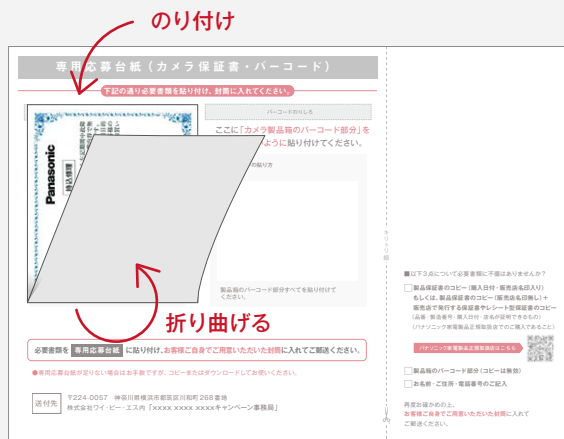 のり付け
専用応募台紙（カメラ保証書・バーコード）
下記の通り必要書類を貼り付け、封筒に入れてください。
バーコードのりしろ
ここに「カメラ製品箱のバーコード部分」を
ように貼り付けてください。
の貼り方
Panasonic
持込修理
製品箱のバーコード部分すべてを貼り付けて
ください。
折り曲げる
必要書類を 専用応募台紙 に貼り付け、お客様ご自身でご用意いただいた封筒に入れてご郵送ください。
●専用応募台紙が足りない場合はお手数ですが、コピーまたはダウンロードしてお使いください。
送付先
〒224-0057 神奈川県横浜市都筑区川和町268番地
株式会社ワイ・ビー・エス内「xxxx xxxx xxxxキャンペーン事務局」
キリトリ線
■以下3点について必要書類に不備はありませんか？
製品保証書のコピー（購入日付・販売店名印入り）
もしくは、製品保証書のコピー（販売店名印無し）＋
販売店で発行する保証書やレシート型保証書のコピー
（品番・製造番号・購入日付・店名が証明できるもの）
（パナソニック家電製品正規取扱店でのご購入であること）
パナソニック家電製品正規取扱店はこちら
製品箱のバーコード部分（コピーは無効）
お名前・ご住所・電話番号のご記入
再度お確かめの上、
お客様ご自身でご用意いただいた封筒に入れて
ご郵送ください。